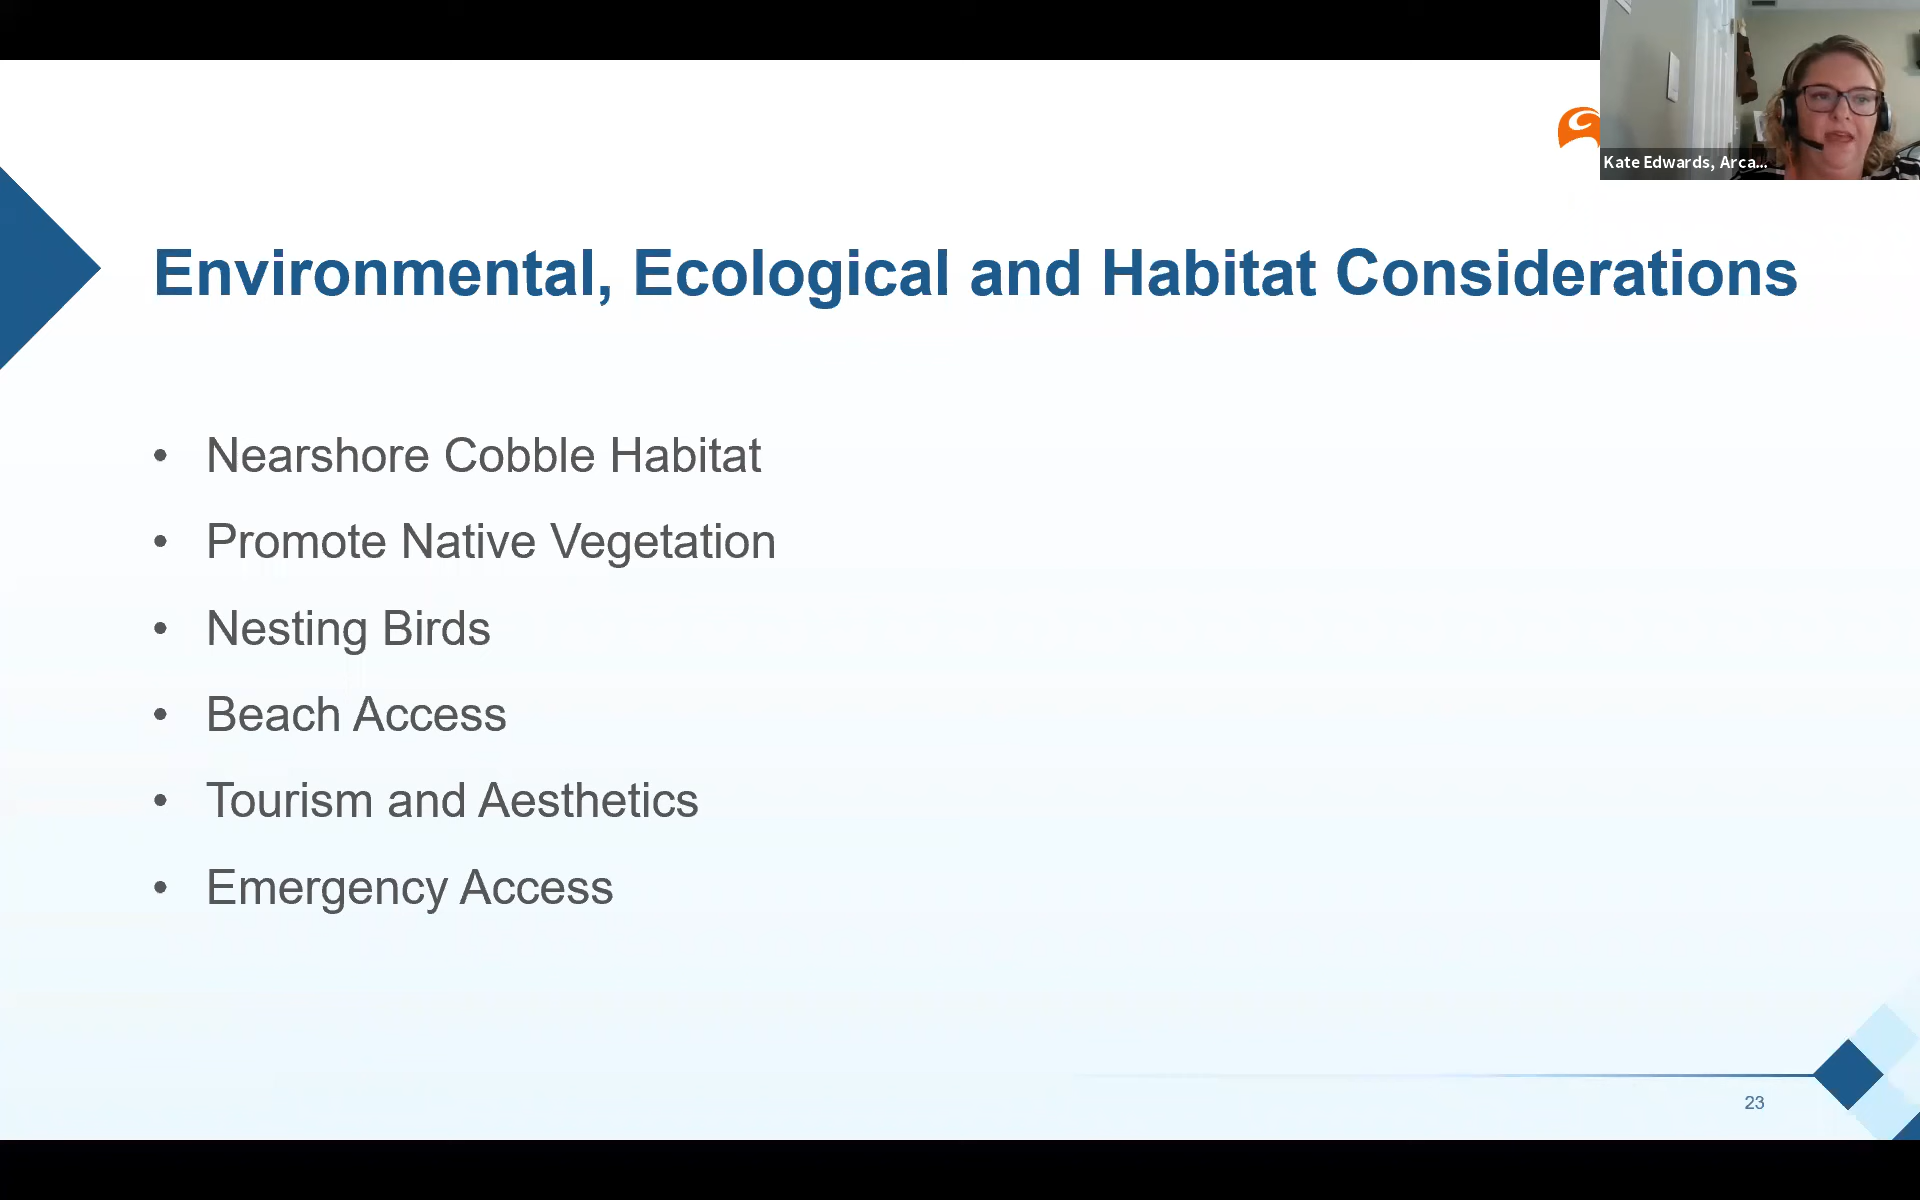 Kate Edwards, Arca...
Environmental, Ecological and Habitat Considerations
• Nearshore Cobble Habitat
• Promote Native Vegetation
• Nesting Birds
• Beach Access
• Tourism and Aesthetics
• Emergency Access
23